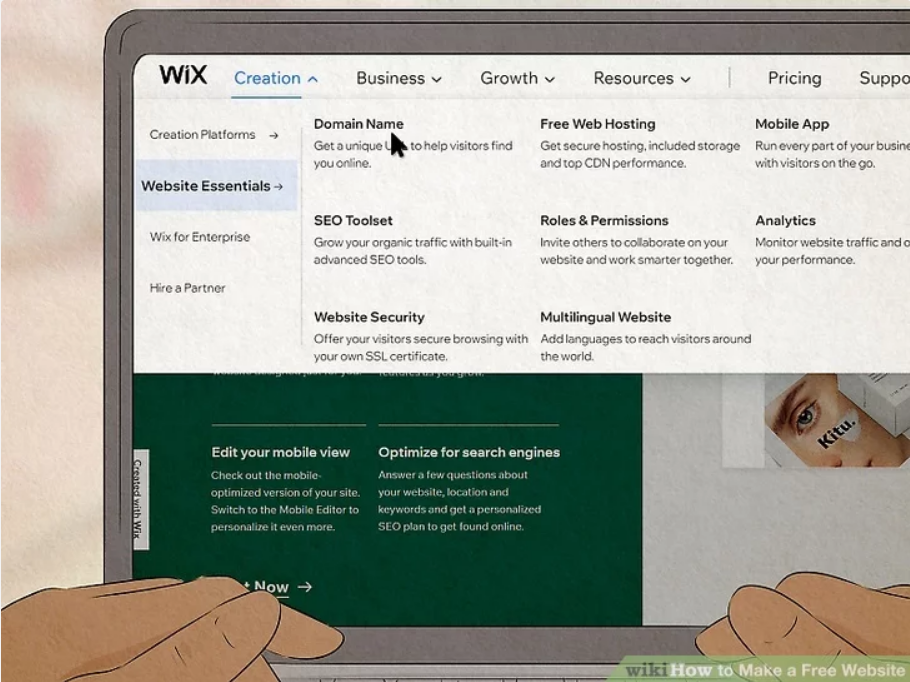 WiX Creation Business Growth Resources Pricing Suppo
Creation Platforms →
Website Essentials →
Wix for Enterprise
Hire a Partner
Domain Name
Get a unique to help visitors find
you online.
Free Web Hosting
Get secure hosting, included storage
and top CDN performance.
Mobile App
Run every part of your busine
with visitors on the go.
SEO Toolset
Grow your organic traffic with built-in
advanced SEO tools.
Roles & Permissions
Invite others to collaborate on your
website and work smarter together.
Analytics
Monitor website traffic and o
your performance.
Website Security
Offer your visitors secure browsing with
your own SSL certificate.
Multilingual Website
Add languages to reach visitors around
the world.
Edit your mobile view
Check out the mobile-
optimized version of your site.
Switch to the Mobile Editor to
personalize it even more.
Optimize for search engines
Answer a few questions about
your website, location and
keywords and get a personalized
SEO plan to get found online.
Created with Wix
Now →
Kitu.
wikiHow to Make a Free Website